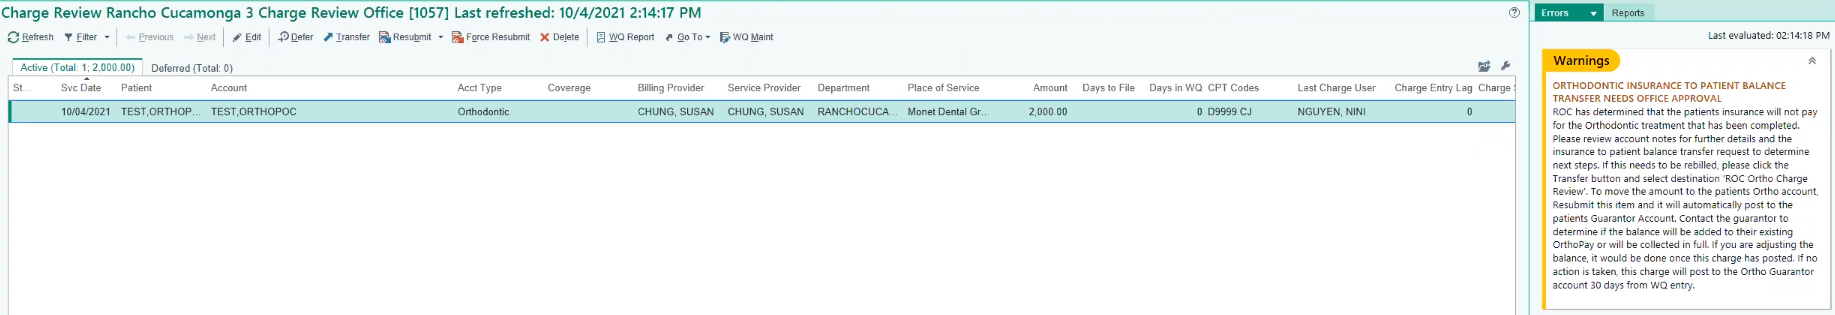 Charge Review Rancho Cucamonga 3 Charge Review Office [1057] Last refreshed: 10/4/2021 2:14:17 PM
Refresh Filter Previous Next Edit Defer Transfer Resubmit Force Resubmit Delete WQ Report Go To WQ Maint
Active (Total: 1; 2,000.00) Deferred (Total: 0)
St... Svc Date Patient Account Acct Type Coverage Billing Provider Service Provider Department Place of Service Amount Days to File Days in WQ CPT Codes Last Charge User Charge Entry Lag Charge
10/04/2021 TEST,ORTHOP... TEST,ORTHOPOC Orthodontic CHUNG, SUSAN CHUNG, SUSAN RANCHOCUCA... Monet Dental Gr... 2,000.00 0 D9999.CJ NGUYEN, NINI 0
Errors Reports
Last evaluated: 02:14:18 PM
Warnings
ORTHODONTIC INSURANCE TO PATIENT BALANCE
TRANSFER NEEDS OFFICE APPROVAL
ROC has determined that the patients insurance will not pay
for the Orthodontic treatment that has been completed.
Please review account notes for further details and the
insurance to patient balance transfer request to determine
next steps. If this needs to be rebilled, please click the
Transfer button and select destination 'ROC Ortho Charge
Review'. To move the amount to the patients Ortho account,
Resubmit this item and it will automatically post to the
patients Guarantor Account. Contact the guarantor to
determine if the balance will be added to their existing
OrthoPay or will be collected in full. If you are adjusting the
balance, it would be done once this charge has posted. If no
action is taken, this charge will post to the Ortho Guarantor
account 30 days from WQ entry.